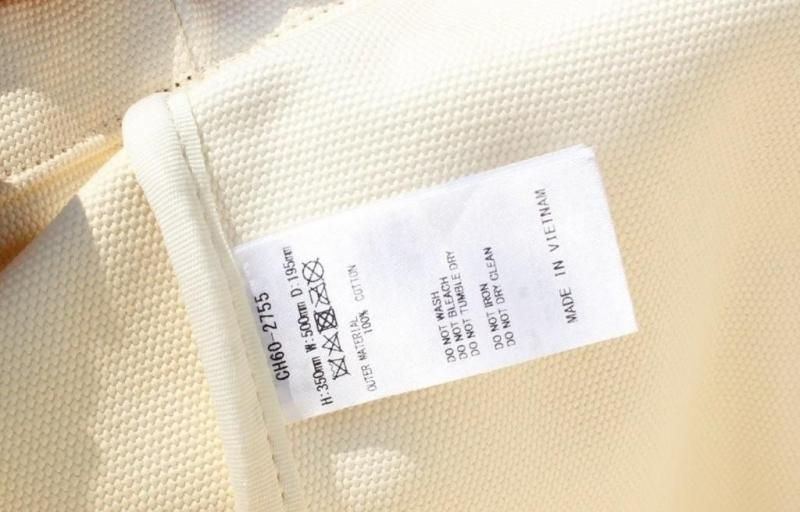 CH60-2755
H:350mm W:500mm D:195mm
OUTER MATERIAL
100% COTTON
DO NOT WASH
DO NOT BLEACH
DO NOT TUMBLE DRY
DO NOT IRON
DO NOT DRY CLEAN
MADE IN VIETNAM